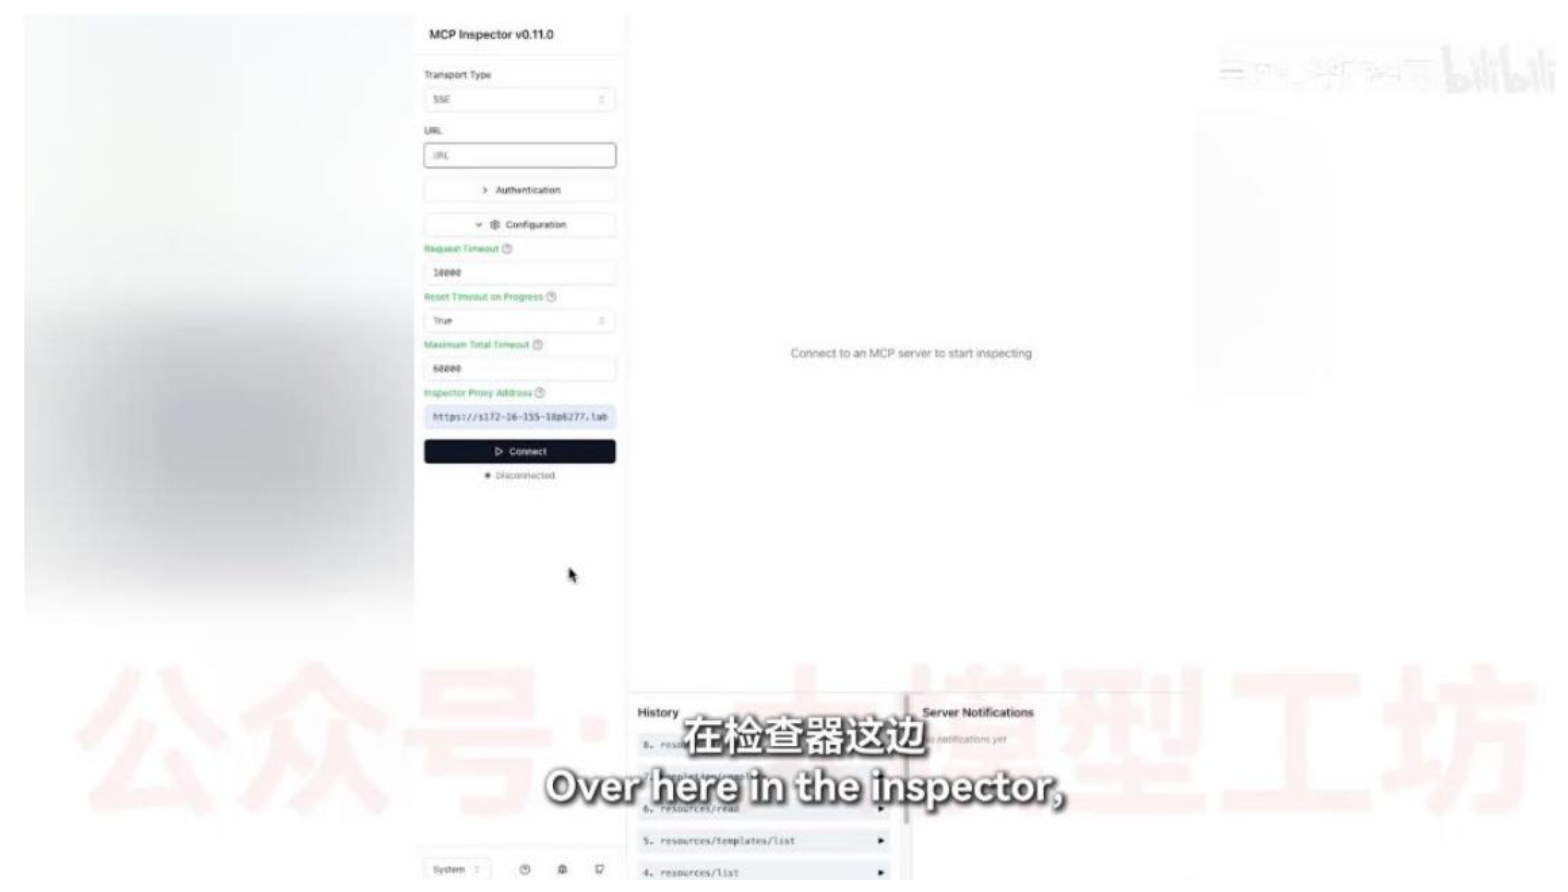 MCP Inspector v0.11.0
Transport Type
SSE
URL
URL
Authentication
Configuration
Request Timeout
10000
Reset Timeout on Progress
True
Maximum Total Timeout
60000
Inspector Proxy Address
https://s172-16-155-18p6277.lab
Connect
Disconnected
System
bilibili
Connect to an MCP server to start inspecting
History
8.
6. resources/read
5. resources/templates/list
4. resources/list
Server Notifications
notifications yet
在检查器这边
Over here in the inspector,
公众号:大模型工坊